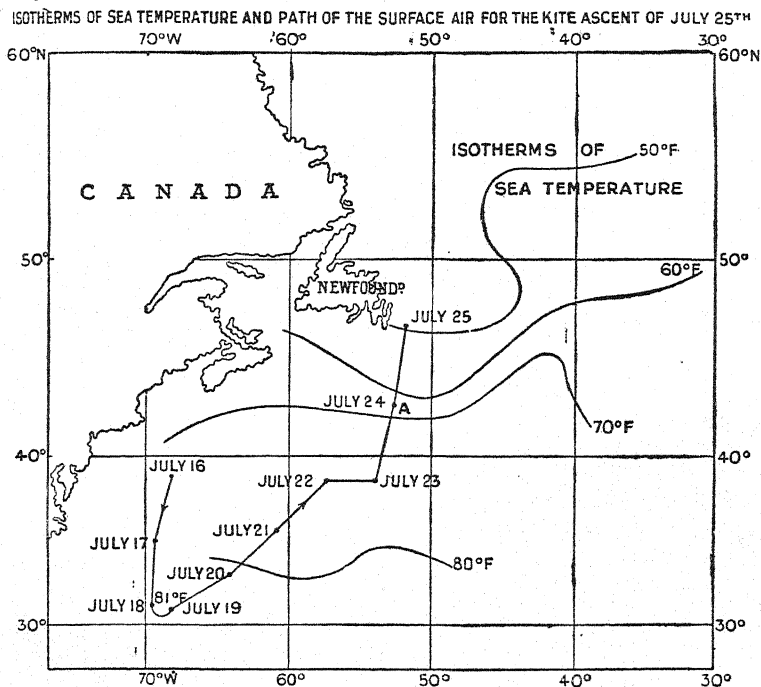 ISOTHERMS OF SEA TEMPERATURE AND PATH OF THE SURFACE AIR FOR THE KITE ASCENT OF JULY 25TH
70°W 60° 50° 40° 30°
60°N 60°N
ISOTHERMS OF 50°F
CANADA SEA TEMPERATURE
50° 50°
60°F
NEWFOUNDD
JULY 25
JULY 24 A
70°F
40° 40°
JULY 16
JULY 22 JULY 23
JULY 21
JULY 17
80°F
JULY 20
81°F
JULY 18 JULY 19
30° 30°
70°W 60° 50° 40° 30°